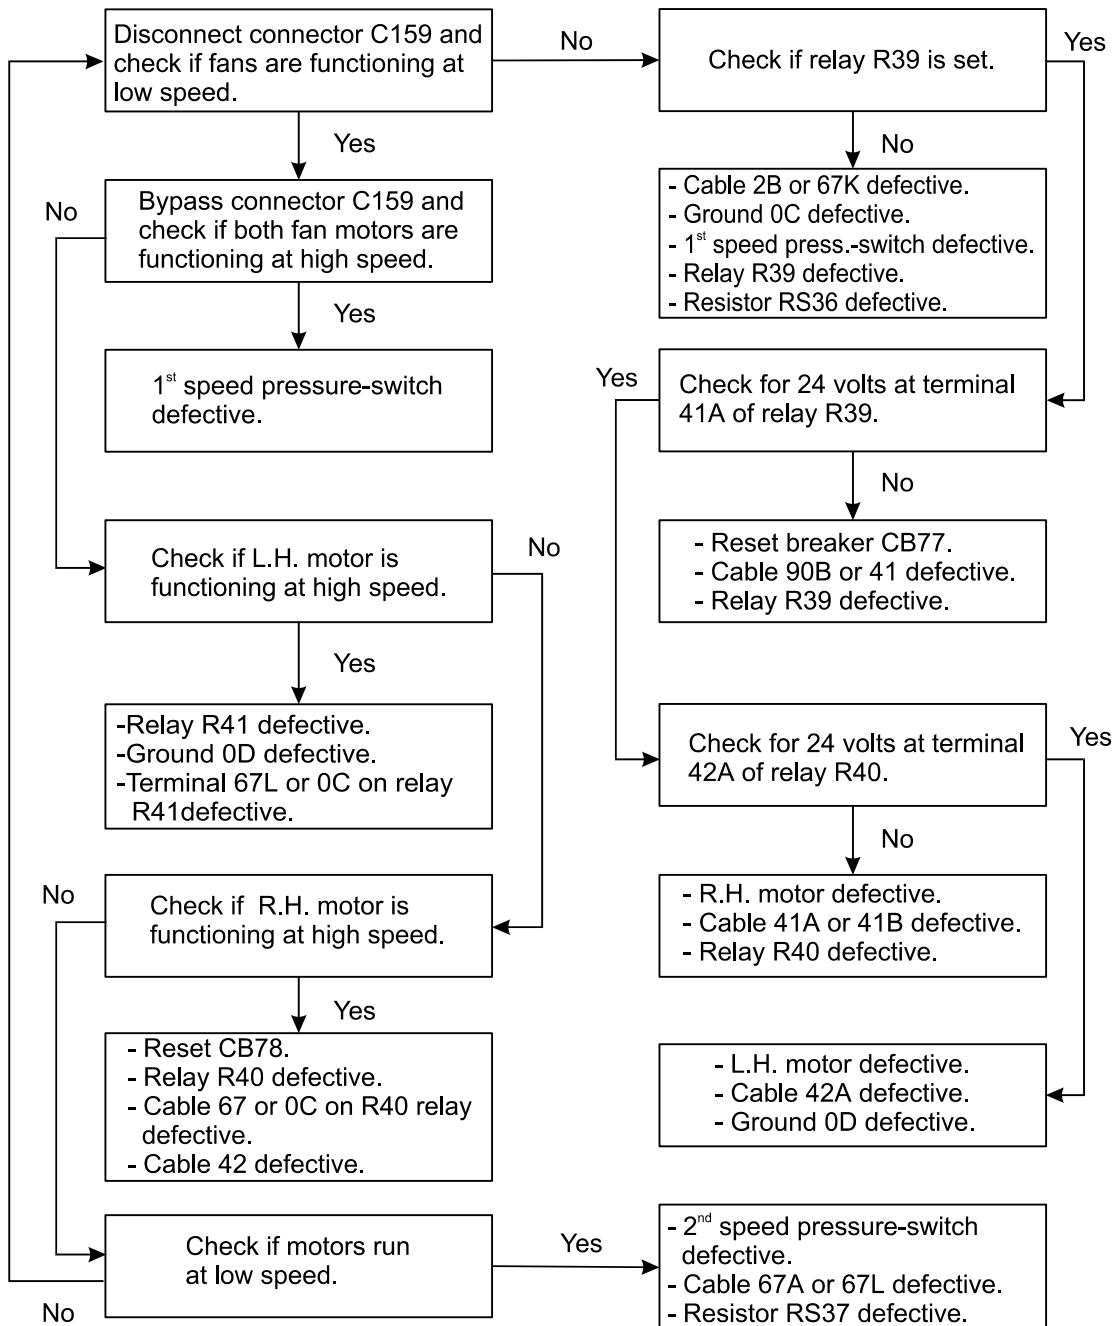 Disconnect connector C159 and
check if fans are functioning at
low speed.
No
Check if relay R39 is set.
Yes
Yes
No
No
Bypass connector C159 and
check if both fan motors are
functioning at high speed.
- Cable 2B or 67K defective.
- Ground 0C defective.
- 1st speed press.-switch defective.
- Relay R39 defective.
- Resistor RS36 defective.
Yes
1st speed pressure-switch
defective.
Yes
Check for 24 volts at terminal
41A of relay R39.
No
Check if L.H. motor is
functioning at high speed.
No
- Reset breaker CB77.
- Cable 90B or 41 defective.
- Relay R39 defective.
Yes
-Relay R41 defective.
-Ground 0D defective.
-Terminal 67L or 0C on relay
R41defective.
Check for 24 volts at terminal
42A of relay R40.
Yes
No
No
Check if R.H. motor is
functioning at high speed.
- R.H. motor defective.
- Cable 41A or 41B defective.
- Relay R40 defective.
Yes
- Reset CB78.
- Relay R40 defective.
- Cable 67 or 0C on R40 relay
defective.
- Cable 42 defective.
- L.H. motor defective.
- Cable 42A defective.
- Ground 0D defective.
Check if motors run
at low speed.
Yes
- 2nd speed pressure-switch
defective.
- Cable 67A or 67L defective.
- Resistor RS37 defective.
No